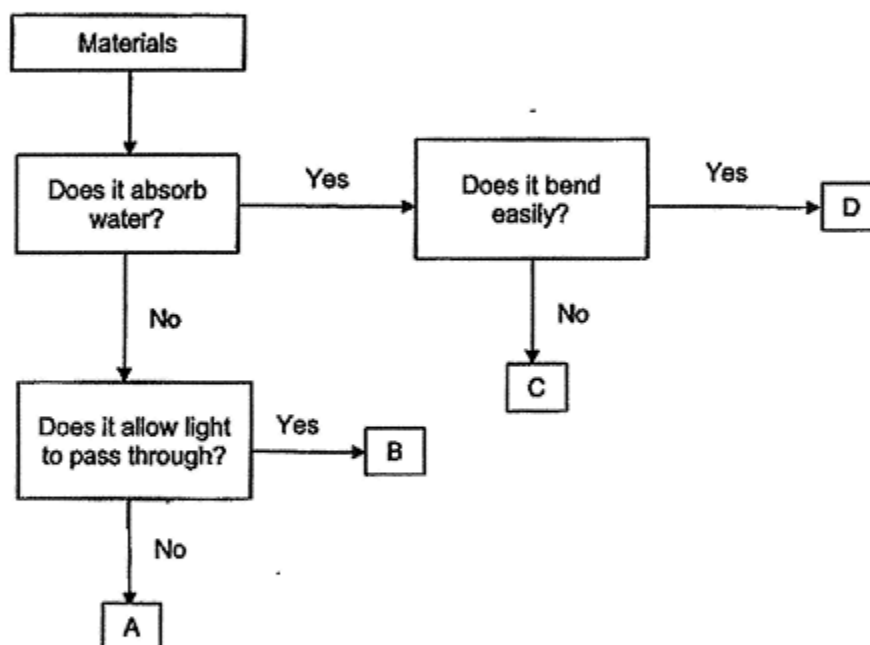 Materials
Does it absorb
water?
Yes
Does it bend
easily?
Yes
D
No
No
C
Does it allow light
to pass through?
Yes
B
No
A